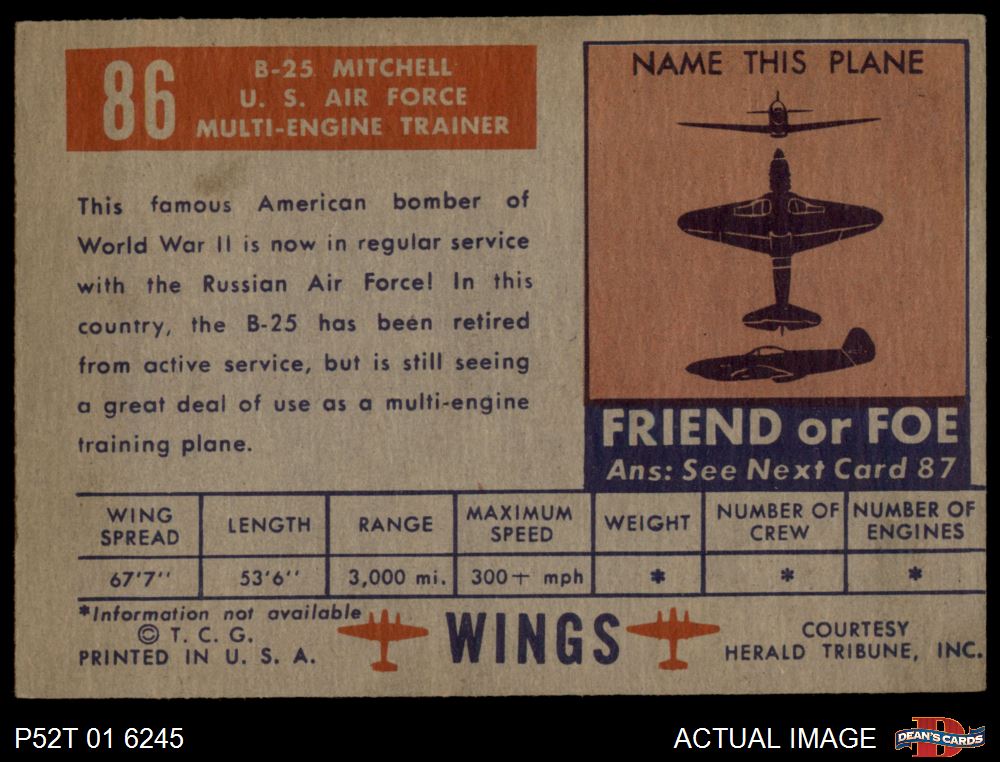 86
B-25 MITCHELL
U. S. AIR FORCE
MULTI-ENGINE TRAINER
This famous American bomber of
World War II is now in regular service
with the Russian Air Force! In this
country, the B-25 has been retired
from active service, but is still seeing
a great deal of use as a multi-engine
training plane.
NAME THIS PLANE
FRIEND or FOE
Ans: See Next Card 87
WING SPREAD LENGTH RANGE MAXIMUM SPEED WEIGHT NUMBER OF CREW NUMBER OF ENGINES
67'7" 53'6" 3,000 mi. 300+ mph * * *
*Information not available
© T. C. G.
PRINTED IN U. S. A.
WINGS
COURTESY
HERALD TRIBUNE, INC.
P52T 01 6245
ACTUAL IMAGE
D
DEAN'S CARDS